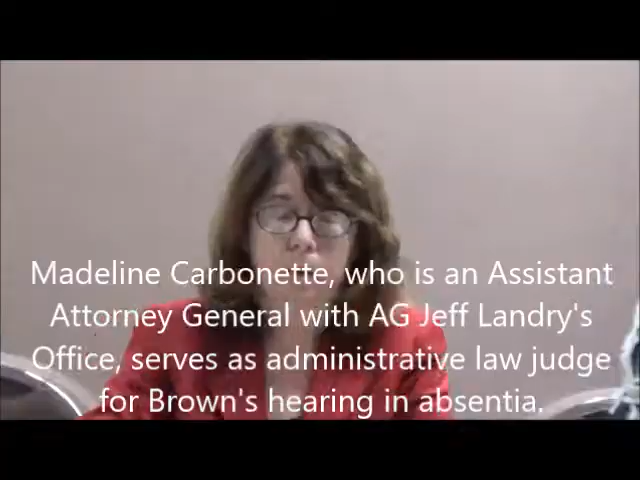 Madeline Carbonette, who is an Assistant
Attorney General with AG Jeff Landry's
Office, serves as administrative law judge
for Brown's hearing in absentia.